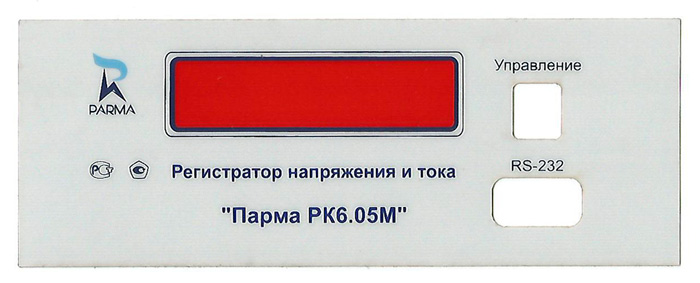 PARMA
Управление
RS-232
Регистратор напряжения и тока
"Парма РК6.05М"